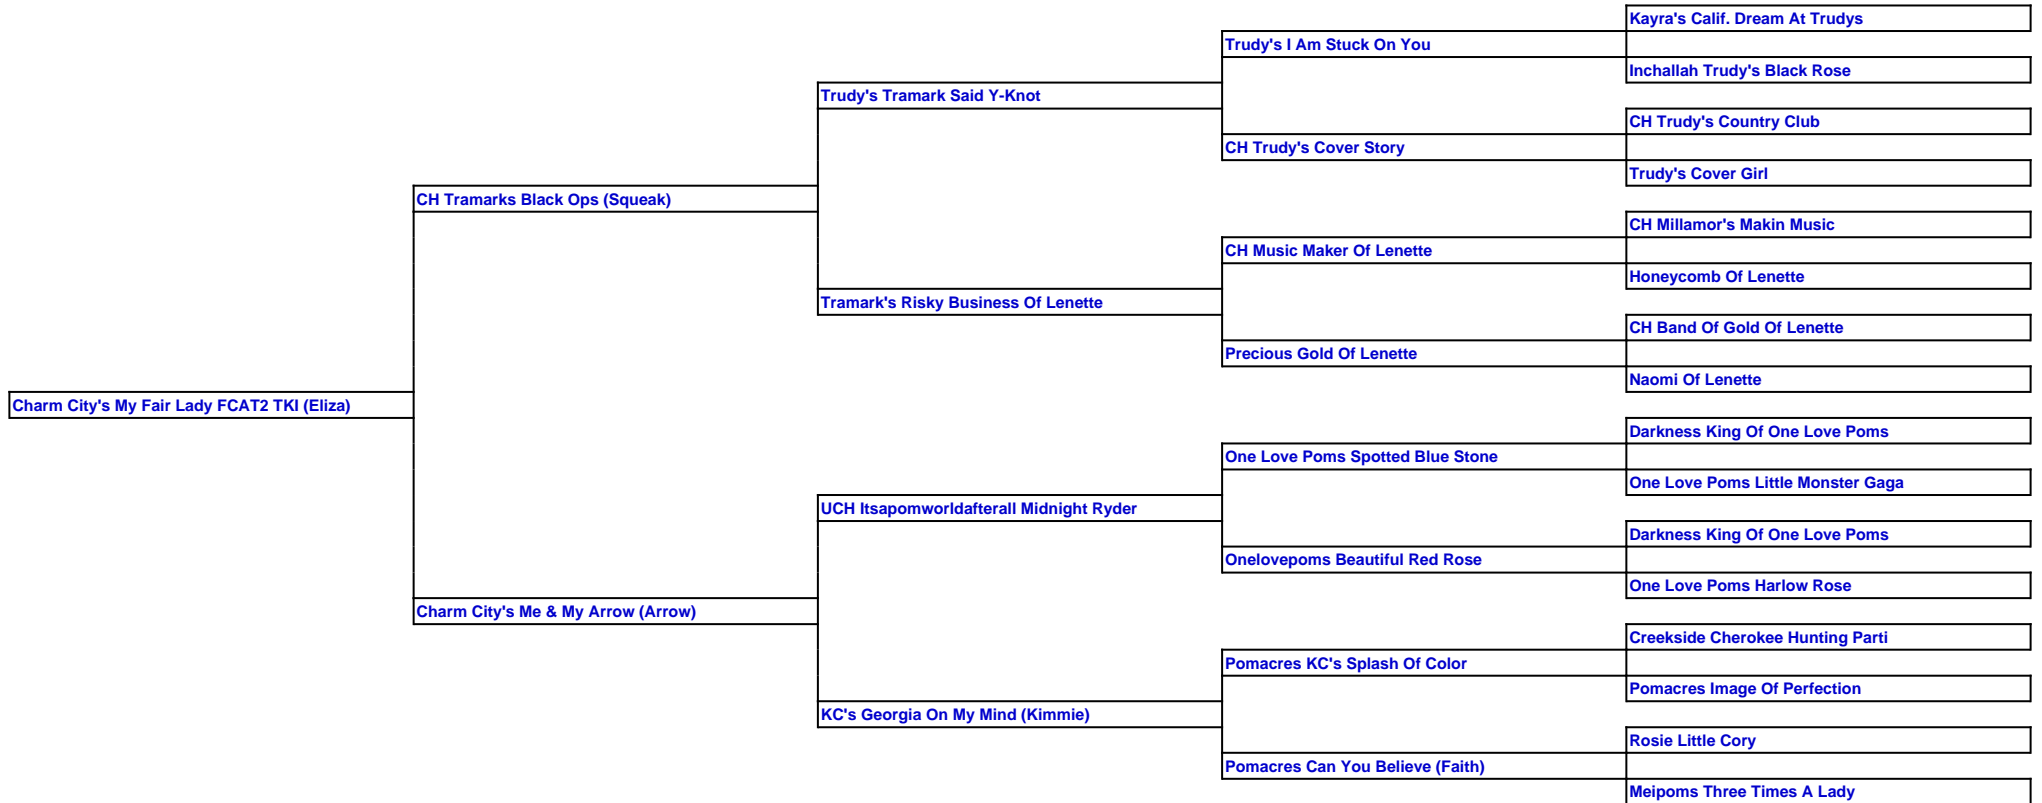 Kayra's Calif. Dream At Trudys
Trudy's I Am Stuck On You
Inchallah Trudy's Black Rose
Trudy's Tramark Said Y-Knot
CH Trudy's Country Club
CH Trudy's Cover Story
Trudy's Cover Girl
CH Tramarks Black Ops (Squeak)
CH Millamor's Makin Music
CH Music Maker Of Lenette
Honeycomb Of Lenette
Tramark's Risky Business Of Lenette
CH Band Of Gold Of Lenette
Precious Gold Of Lenette
Naomi Of Lenette
Charm City's My Fair Lady FCAT2 TKI (Eliza)
Darkness King Of One Love Poms
One Love Poms Spotted Blue Stone
One Love Poms Little Monster Gaga
UCH Itsapomworldafterall Midnight Ryder
Darkness King Of One Love Poms
Onelovepoms Beautiful Red Rose
One Love Poms Harlow Rose
Charm City's Me & My Arrow (Arrow)
Creekside Cherokee Hunting Parti
Pomacres KC's Splash Of Color
Pomacres Image Of Perfection
KC's Georgia On My Mind (Kimmie)
Rosie Little Cory
Pomacres Can You Believe (Faith)
Meipoms Three Times A Lady